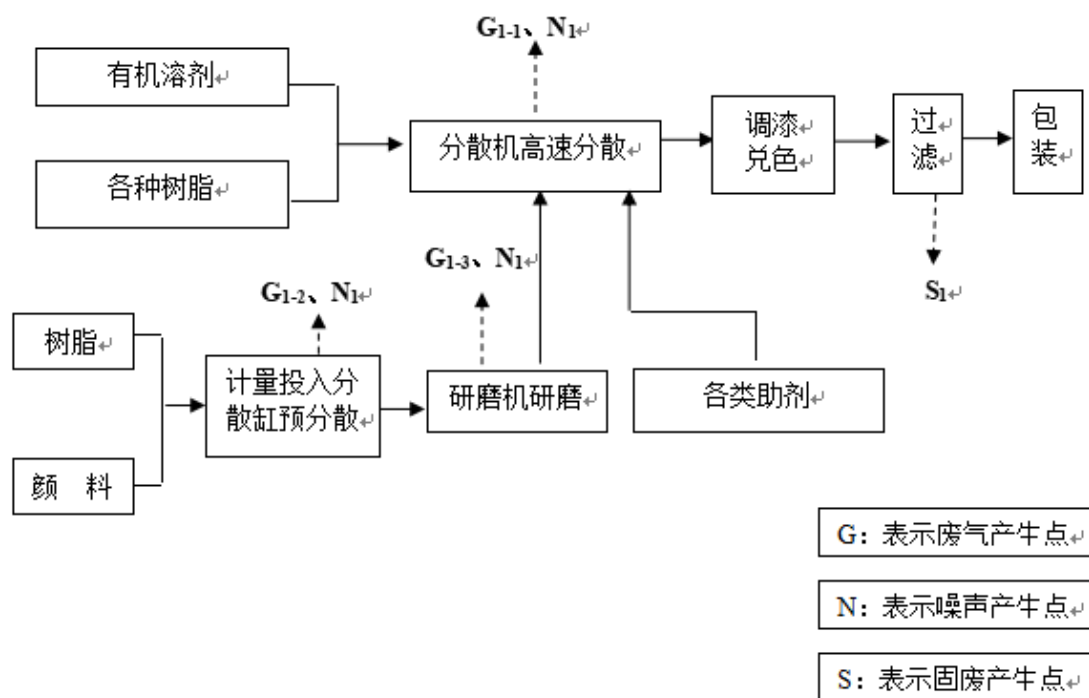 G1-1、N1
有机溶剂
各种树脂
分散机高速分散
调漆
兑色
过
滤
包
装
S1
G1-3、N1
G1-2、N1
树脂
颜 料
计量投入分
散缸预分散
研磨机研磨
各类助剂
G：表示废气产生点
N：表示噪声产生点
S：表示固废产生点